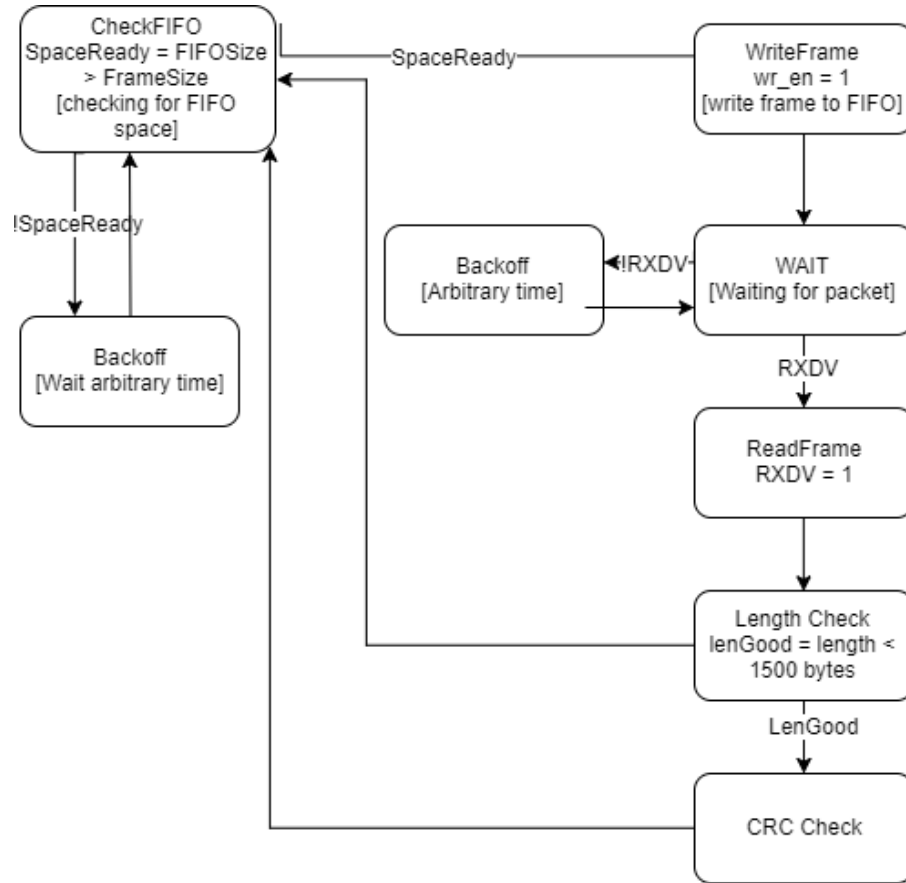 CheckFIFO
SpaceReady = FIFOSize
> FrameSize
[checking for FIFO
space]
SpaceReady
WriteFrame
wr_en = 1
[write frame to FIFO]
!SpaceReady
Backoff
[Wait arbitrary time]
Backoff
[Arbitrary time]
!RXDV
WAIT
[Waiting for packet]
RXDV
ReadFrame
RXDV = 1
Length Check
lenGood = length <
1500 bytes
LenGood
CRC Check